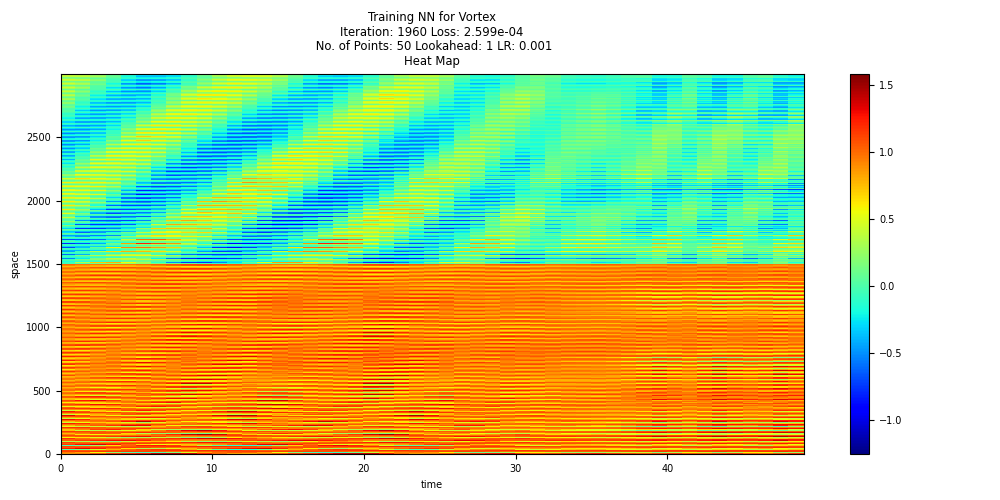 Training NN for Vortex
Iteration: 1960 Loss: 2.599e-04
No. of Points: 50 Lookahead: 1 LR: 0.001
Heat Map
2500
2000
1500
1000
500
0
space
0 10 20 30 40
time
1.5
1.0
0.5
0.0
−0.5
−1.0